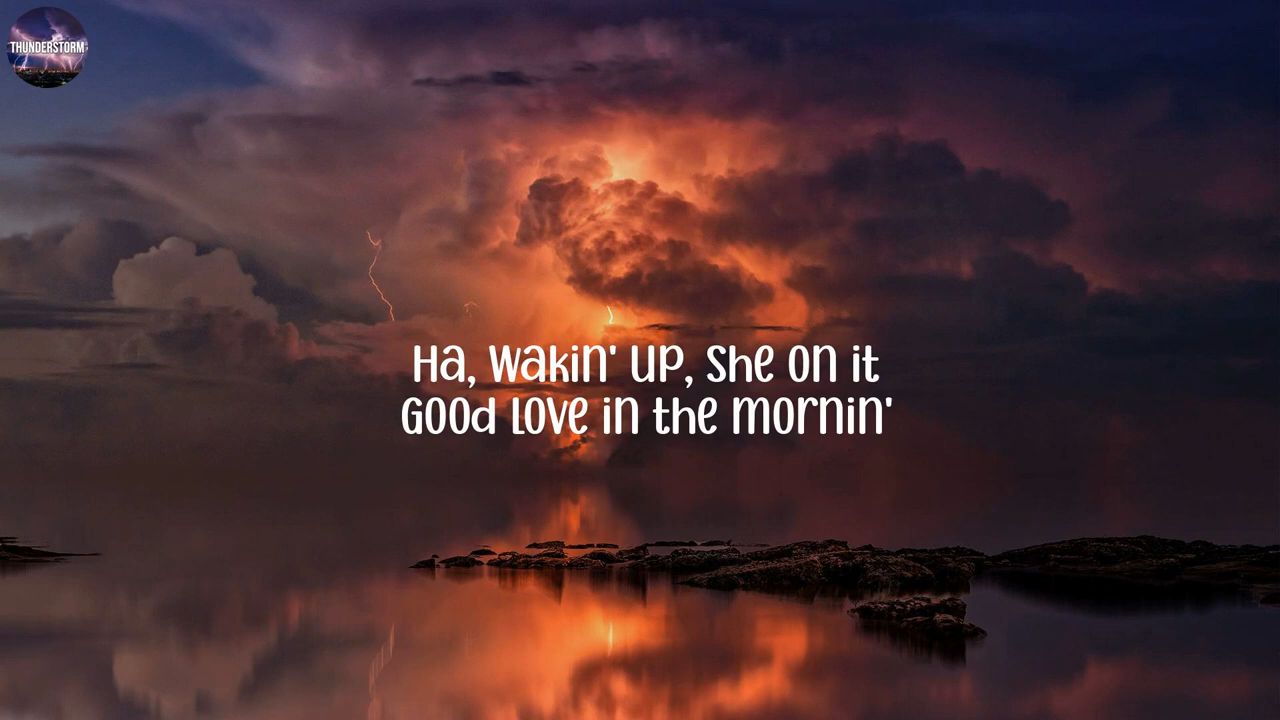 THUNDERSTORM
Ha, wakin' up, she on it
Good love in the mornin'